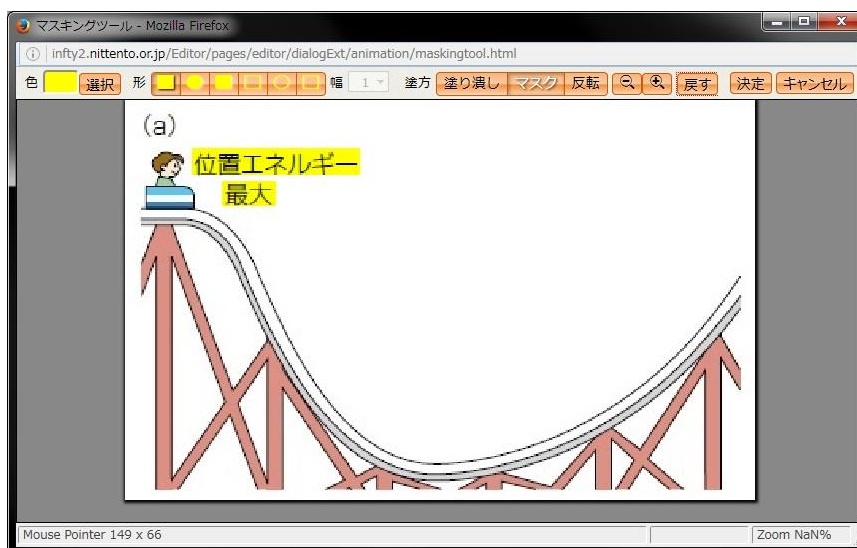 マスキングツール - Mozilla Firefox
infty2.nittento.or.jp/Editor/pages/editor/dialogExt/animation/maskingtool.html
色 選択 形 幅 1 塗方 塗り潰し マスク 反転 戻す 決定 キャンセル
(a)
位置エネルギー
最大
Mouse Pointer 149 x 66 Zoom NaN%